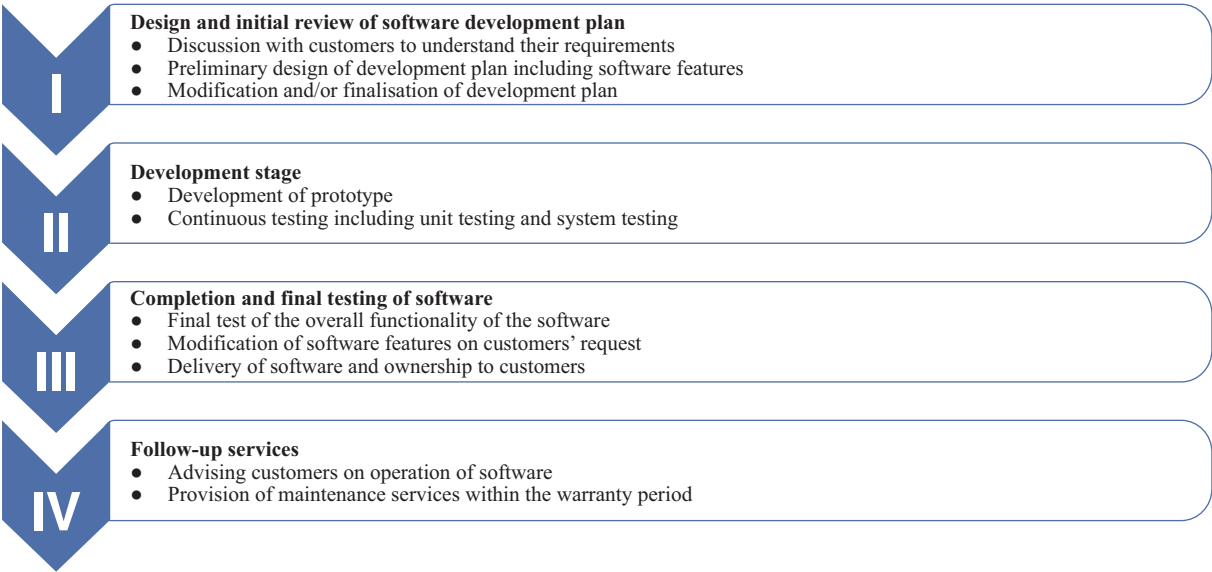 I
Design and initial review of software development plan
● Discussion with customers to understand their requirements
● Preliminary design of development plan including software features
● Modification and/or finalisation of development plan
II
Development stage
● Development of prototype
● Continuous testing including unit testing and system testing
III
Completion and final testing of software
● Final test of the overall functionality of the software
● Modification of software features on customers’ request
● Delivery of software and ownership to customers
IV
Follow-up services
● Advising customers on operation of software
● Provision of maintenance services within the warranty period